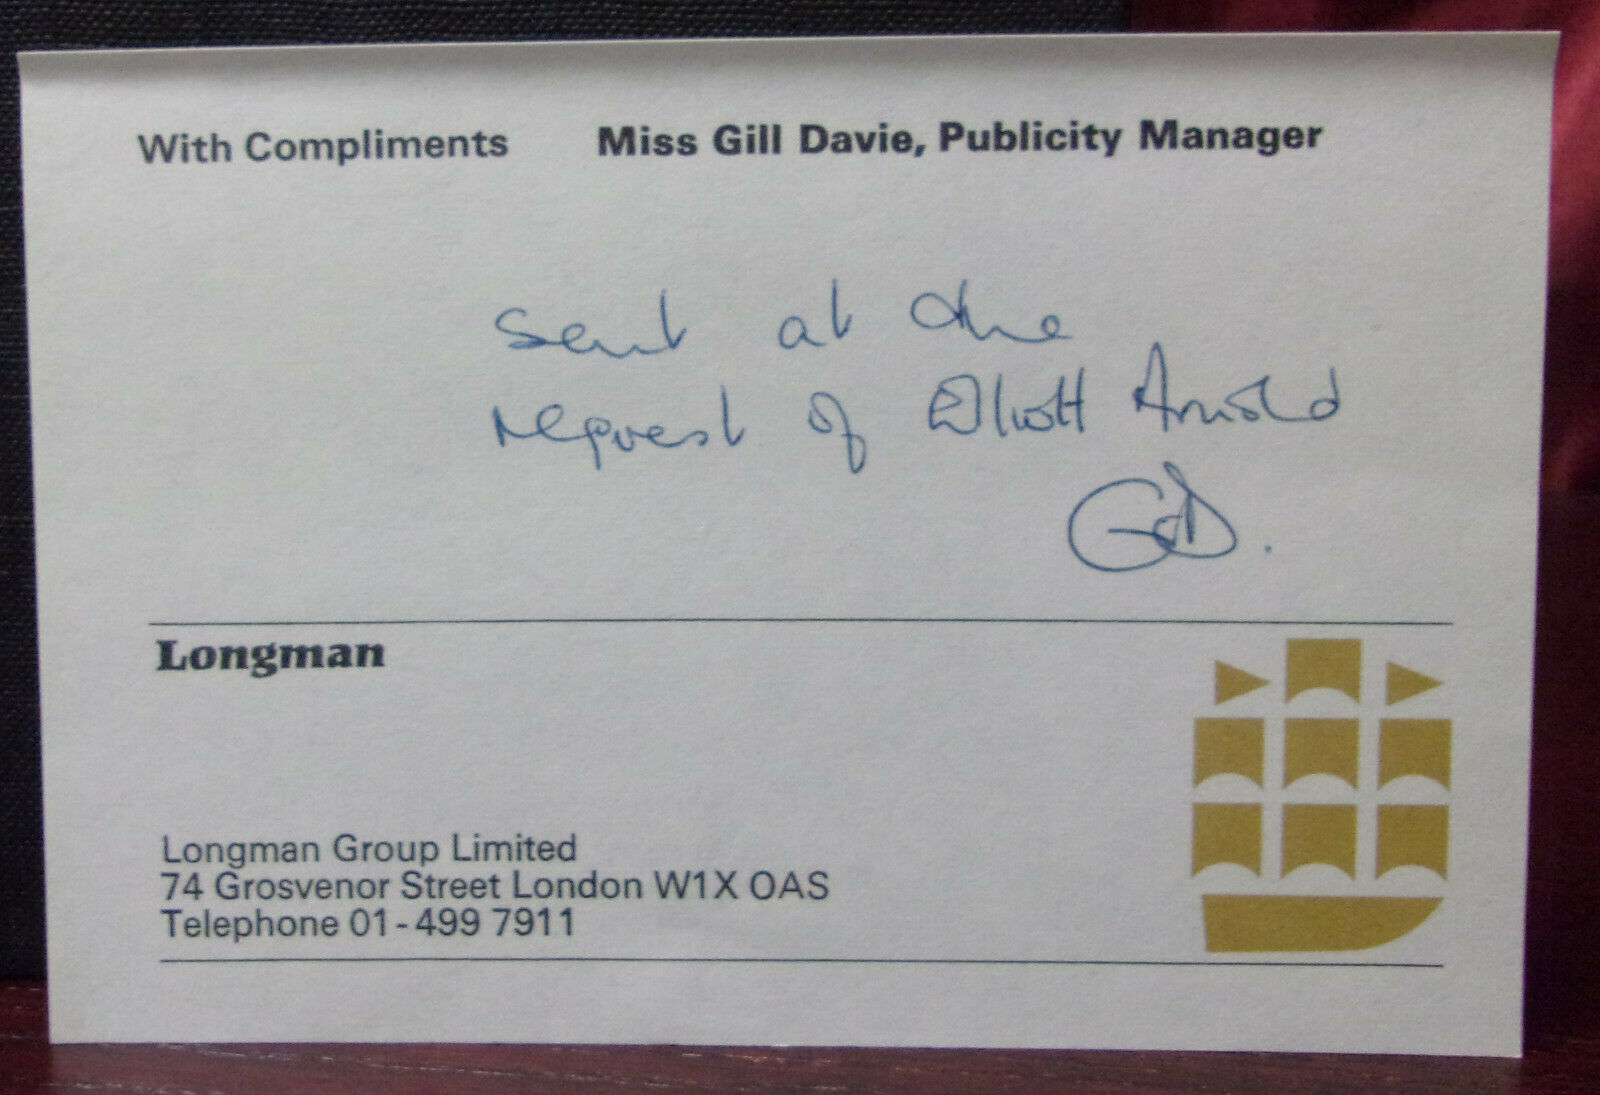 With Compliments Miss Gill Davie, Publicity Manager
Sent at the
request of Elliott Arnold
GD.
Longman
Longman Group Limited
74 Grosvenor Street London W1X OAS
Telephone 01-499 7911